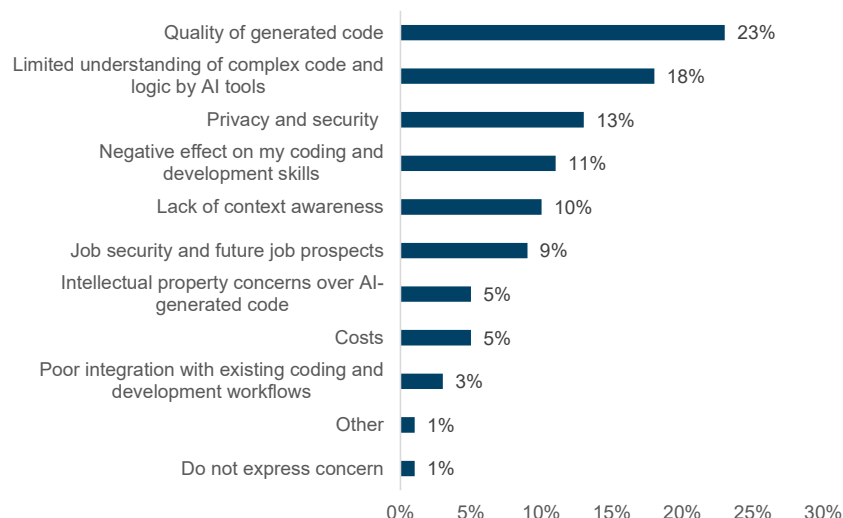 Quality of generated code
23%
Limited understanding of complex code and
logic by AI tools
18%
Privacy and security
13%
Negative effect on my coding and
development skills
11%
Lack of context awareness
10%
Job security and future job prospects
9%
Intellectual property concerns over AI-
generated code
5%
Costs
5%
Poor integration with existing coding and
development workflows
3%
Other
1%
Do not express concern
1%
0% 5% 10% 15% 20% 25% 30%